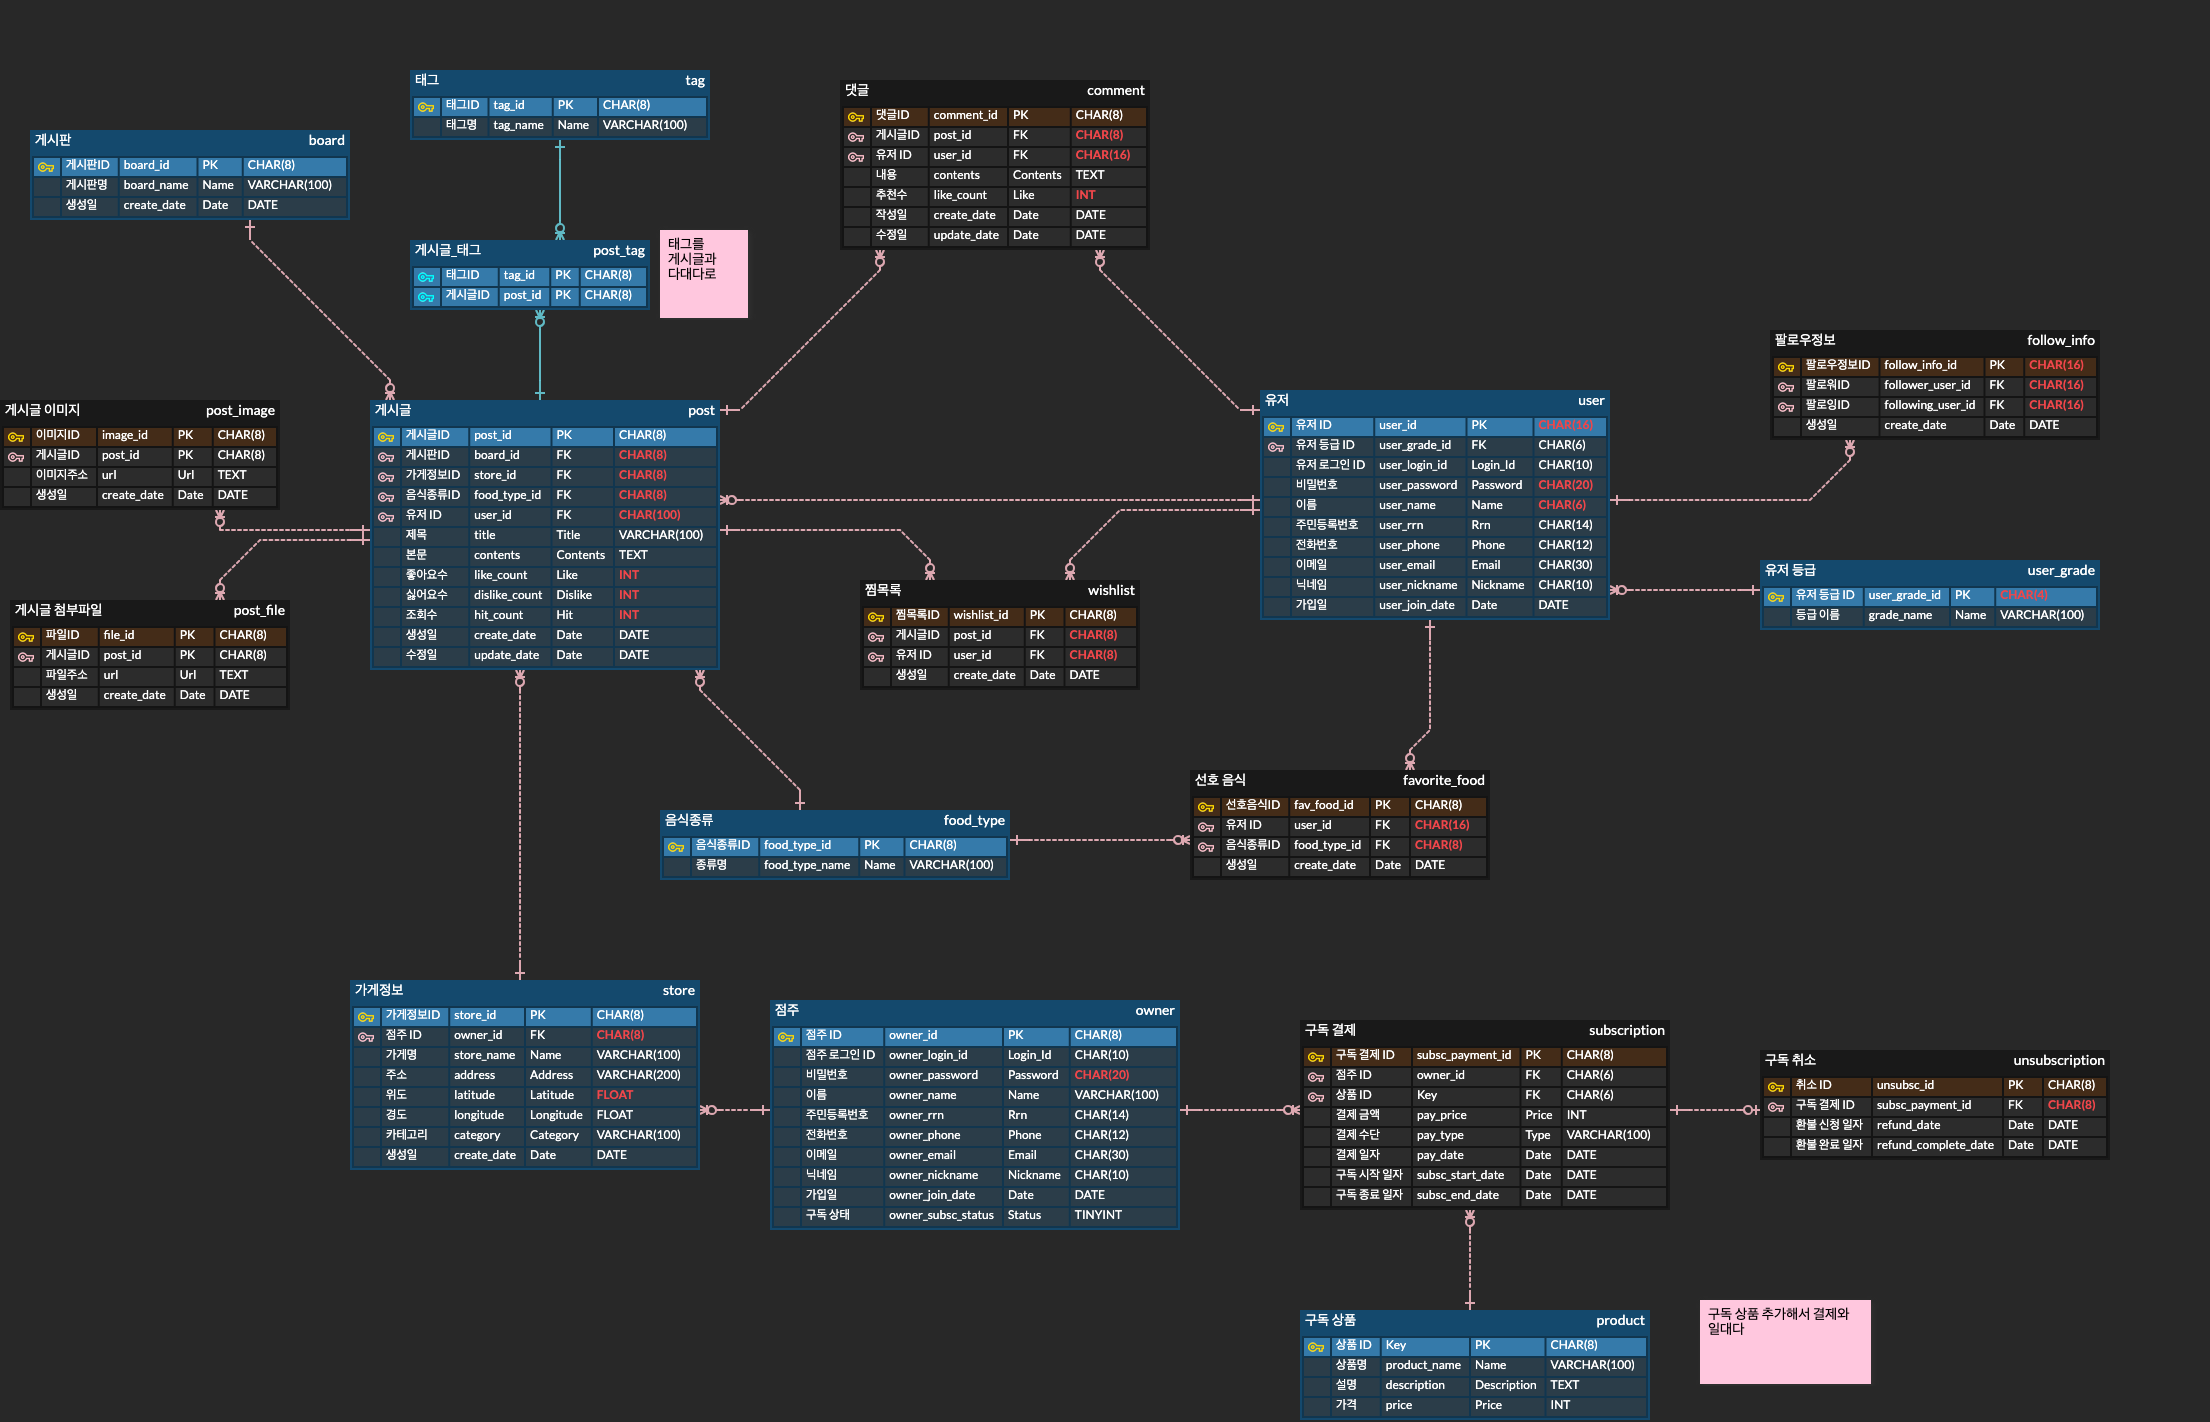 태그 tag
태그ID tag_id PK CHAR(8)
태그명 tag_name Name VARCHAR(100)
댓글 comment
댓글ID comment_id PK CHAR(8)
게시글ID post_id FK CHAR(8)
유저 ID user_id FK CHAR(16)
내용 contents Contents TEXT
추천수 like_count Like INT
작성일 create_date Date DATE
수정일 update_date Date DATE
게시판 board
게시판ID board_id PK CHAR(8)
게시판명 board_name Name VARCHAR(100)
생성일 create_date Date DATE
게시글_태그 post_tag
태그ID tag_id PK CHAR(8)
게시글ID post_id PK CHAR(8)
태그를
게시글과
다대다로
팔로우정보 follow_info
팔로우정보ID follow_info_id PK CHAR(16)
팔로워ID follower_user_id FK CHAR(16)
팔로잉ID following_user_id FK CHAR(16)
생성일 create_date Date DATE
게시글 이미지 post_image
이미지ID image_id PK CHAR(8)
게시글ID post_id PK CHAR(8)
이미지주소 url Url TEXT
생성일 create_date Date DATE
게시글 post
게시글ID post_id PK CHAR(8)
게시판ID board_id FK CHAR(8)
가게정보ID store_id FK CHAR(8)
음식종류ID food_type_id FK CHAR(8)
유저 ID user_id FK CHAR(100)
제목 title Title VARCHAR(100)
본문 contents Contents TEXT
좋아요수 like_count Like INT
싫어요수 dislike_count Dislike INT
조회수 hit_count Hit INT
생성일 create_date Date DATE
수정일 update_date Date DATE
유저 user
유저 ID user_id PK CHAR(16)
유저 등급 ID user_grade_id FK CHAR(6)
유저 로그인 ID user_login_id Login_Id CHAR(10)
비밀번호 user_password Password CHAR(20)
이름 user_name Name CHAR(6)
주민등록번호 user_rrn Rrn CHAR(14)
전화번호 user_phone Phone CHAR(12)
이메일 user_email Email CHAR(30)
닉네임 user_nickname Nickname CHAR(10)
가입일 user_join_date Date DATE
유저 등급 user_grade
유저 등급 ID user_grade_id PK CHAR(4)
등급 이름 grade_name Name VARCHAR(100)
게시글 첨부파일 post_file
파일ID file_id PK CHAR(8)
게시글ID post_id PK CHAR(8)
파일주소 url Url TEXT
생성일 create_date Date DATE
찜목록 wishlist
찜목록ID wishlist_id PK CHAR(8)
게시글ID post_id FK CHAR(8)
유저 ID user_id FK CHAR(8)
생성일 create_date Date DATE
선호 음식 favorite_food
선호음식ID fav_food_id PK CHAR(8)
유저 ID user_id FK CHAR(16)
음식종류ID food_type_id FK CHAR(8)
생성일 create_date Date DATE
음식종류 food_type
음식종류ID food_type_id PK CHAR(8)
종류명 food_type_name Name VARCHAR(100)
가게정보 store
가게정보ID store_id PK CHAR(8)
점주 ID owner_id FK CHAR(8)
가게명 store_name Name VARCHAR(100)
주소 address Address VARCHAR(200)
위도 latitude Latitude FLOAT
경도 longitude Longitude FLOAT
카테고리 category Category VARCHAR(100)
생성일 create_date Date DATE
점주 owner
점주 ID owner_id PK CHAR(8)
점주 로그인 ID owner_login_id Login_Id CHAR(10)
비밀번호 owner_password Password CHAR(20)
이름 owner_name Name VARCHAR(100)
주민등록번호 owner_rrn Rrn CHAR(14)
전화번호 owner_phone Phone CHAR(12)
이메일 owner_email Email CHAR(30)
닉네임 owner_nickname Nickname CHAR(10)
가입일 owner_join_date Date DATE
구독 상태 owner_subsc_status Status TINYINT
구독 결제 subscription
구독 결제 ID subsc_payment_id PK CHAR(8)
점주 ID owner_id FK CHAR(6)
상품 ID Key FK CHAR(6)
결제 금액 pay_price Price INT
결제 수단 pay_type Type VARCHAR(100)
결제 일자 pay_date Date DATE
구독 시작 일자 subsc_start_date Date DATE
구독 종료 일자 subsc_end_date Date DATE
구독 취소 unsubscription
취소 ID unsubsc_id PK CHAR(8)
구독 결제 ID subsc_payment_id FK CHAR(8)
환불 신청 일자 refund_date Date DATE
환불 완료 일자 refund_complete_date Date DATE
구독 상품 product
상품 ID Key PK CHAR(8)
상품명 product_name Name VARCHAR(100)
설명 description Description TEXT
가격 price Price INT
구독 상품 추가해서 결제와
일대다